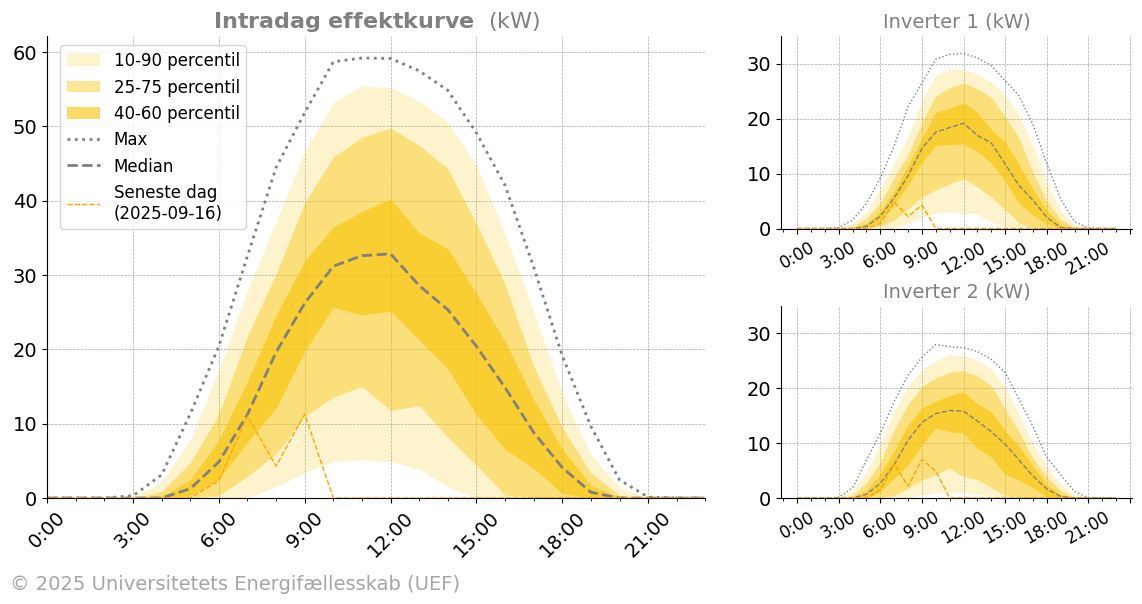 Intradag effektkurve (kW)
60
50
40
30
20
10
0
10-90 percentil
25-75 percentil
40-60 percentil
Max
Median
Seneste dag
(2025-09-16)
0:00 3:00 6:00 9:00 12:00 15:00 18:00 21:00
Inverter 1 (kW)
30
20
10
0
0:00 3:00 6:00 9:00 12:00 15:00 18:00 21:00
Inverter 2 (kW)
30
20
10
0
0:00 3:00 6:00 9:00 12:00 15:00 18:00 21:00
© 2025 Universitetets Energifællesskab (UEF)